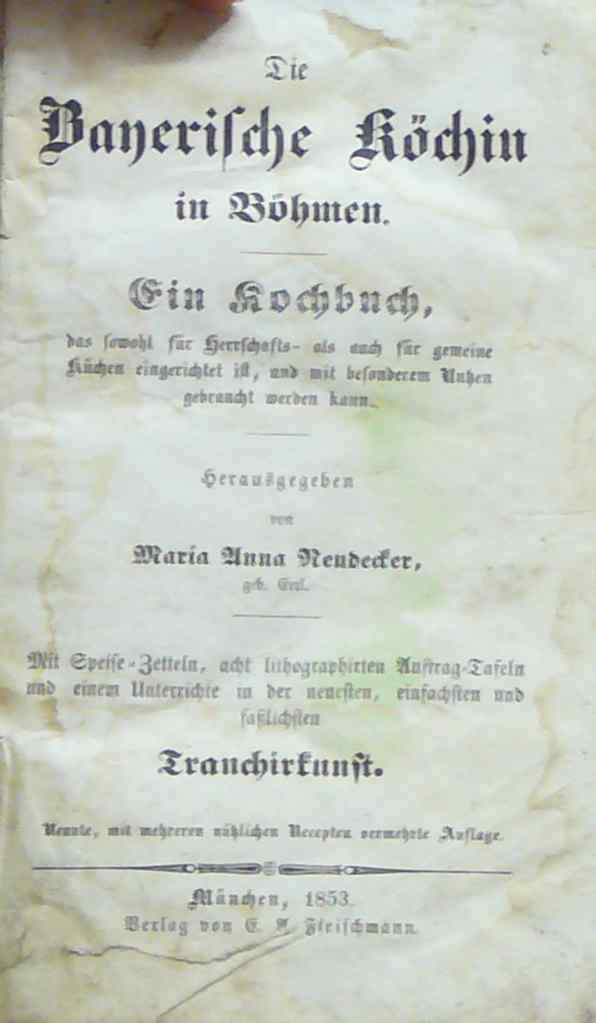 Die
Bayerische Köchin
in Böhmen.
Ein Kochbuch,
das sowohl für Herrschafts- als auch für gemeine
Küchen eingerichtet ist, und mit besonderem Nutzen
gebraucht werden kann.
Herausgegeben
von
Maria Anna Neudecker,
geb.
Mit Speise-Zetteln, acht lithographirten Auftrag-Tafeln
und einem Unterrichte in der neuesten, einfachsten und
faßlichsten
Tranchirkunst.
Neunte, mit mehreren nützlichen Recepten vermehrte Auflage.
München, 1853.
Verlag von E. A. Fleischmann.